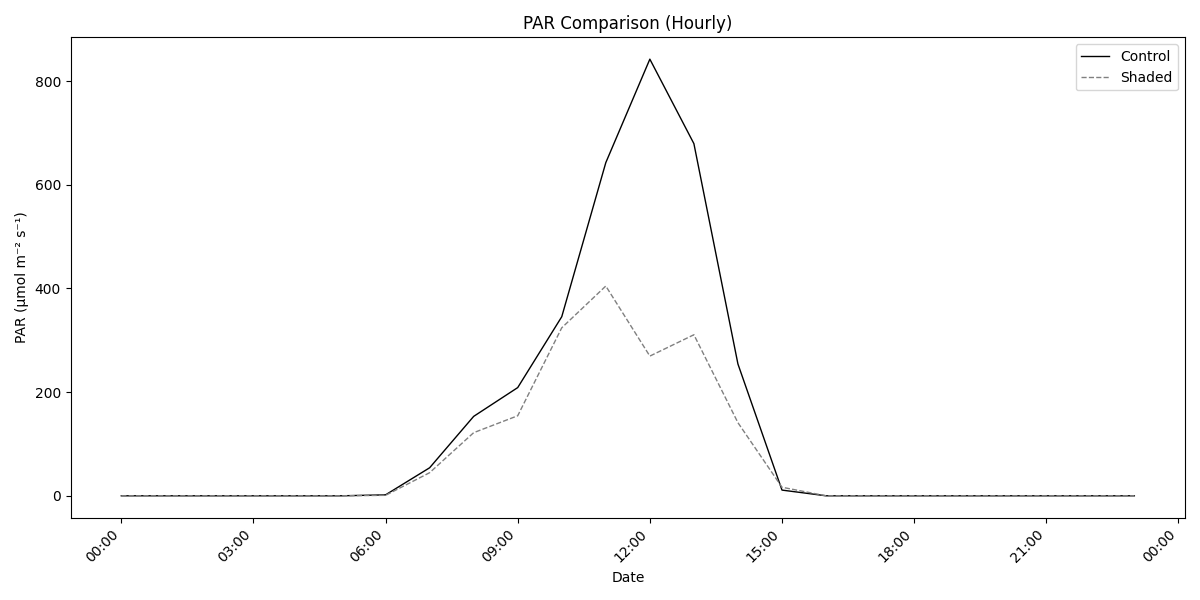 PAR Comparison (Hourly)
Control
Shaded
PAR (μmol m⁻² s⁻¹)
800
600
400
200
0
00:00
03:00
06:00
09:00
12:00
15:00
18:00
21:00
00:00
Date